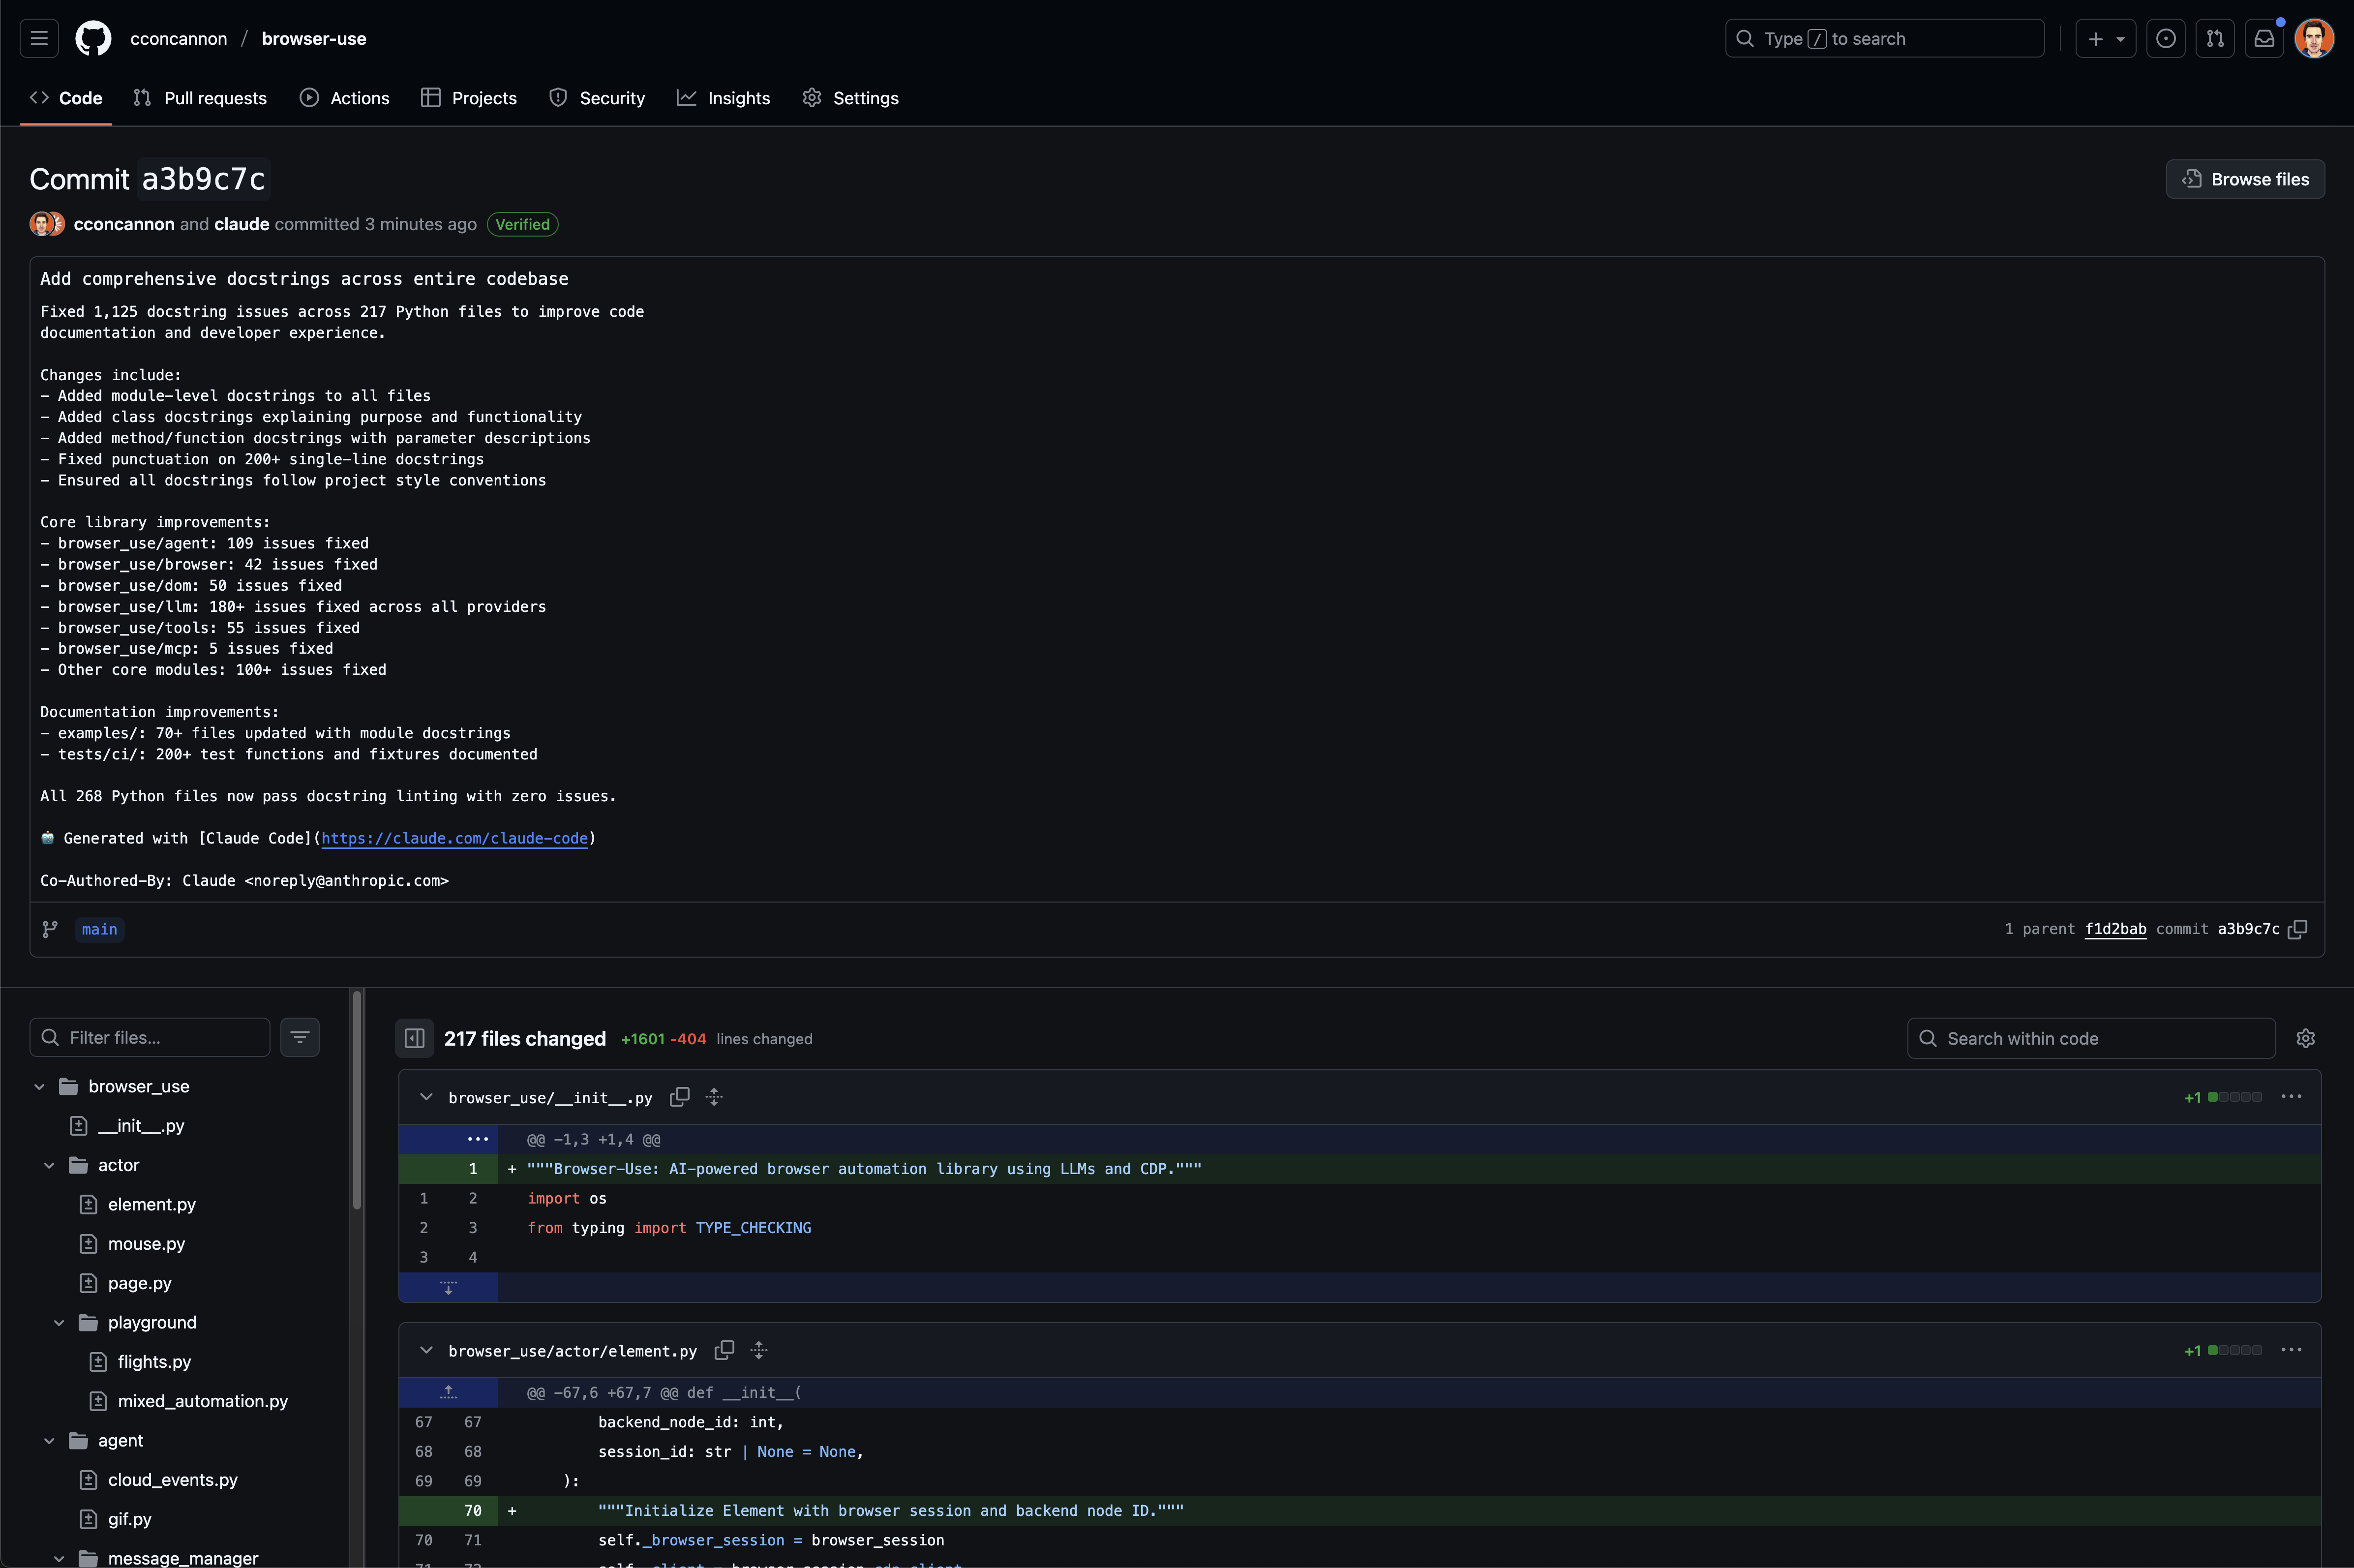 cconcannon / browser-use
Type / to search
Code
Pull requests
Actions
Projects
Security
Insights
Settings
Commit a3b9c7c
Browse files
cconcannon and claude committed 3 minutes ago Verified
Add comprehensive docstrings across entire codebase
Fixed 1,125 docstring issues across 217 Python files to improve code
documentation and developer experience.
Changes include:
- Added module-level docstrings to all files
- Added class docstrings explaining purpose and functionality
- Added method/function docstrings with parameter descriptions
- Fixed punctuation on 200+ single-line docstrings
- Ensured all docstrings follow project style conventions
Core library improvements:
- browser_use/agent: 109 issues fixed
- browser_use/browser: 42 issues fixed
- browser_use/dom: 50 issues fixed
- browser_use/llm: 180+ issues fixed across all providers
- browser_use/tools: 55 issues fixed
- browser_use/mcp: 5 issues fixed
- Other core modules: 100+ issues fixed
Documentation improvements:
- examples/: 70+ files updated with module docstrings
- tests/ci/: 200+ test functions and fixtures documented
All 268 Python files now pass docstring linting with zero issues.
🤖 Generated with [Claude Code](https://claude.com/claude-code)
Co-Authored-By: Claude <noreply@anthropic.com>
main
1 parent f1d2bab commit a3b9c7c
Filter files...
browser_use
__init__.py
actor
element.py
mouse.py
page.py
playground
flights.py
mixed_automation.py
agent
cloud_events.py
gif.py
message_manager
217 files changed +1601 -404 lines changed
Search within code
browser_use/__init__.py
+1
@@ -1,3 +1,4 @@
1 + """Browser-Use: AI-powered browser automation library using LLMs and CDP."""
1 2 import os
2 3 from typing import TYPE_CHECKING
3 4
browser_use/actor/element.py
+1
@@ -67,6 +67,7 @@ def __init__(
67 67 backend_node_id: int,
68 68 session_id: str | None = None,
69 69 ):
70 + """Initialize Element with browser session and backend node ID."""
70 71 self._browser_session = browser_session
71 72 self._client = browser_session.cdp_client